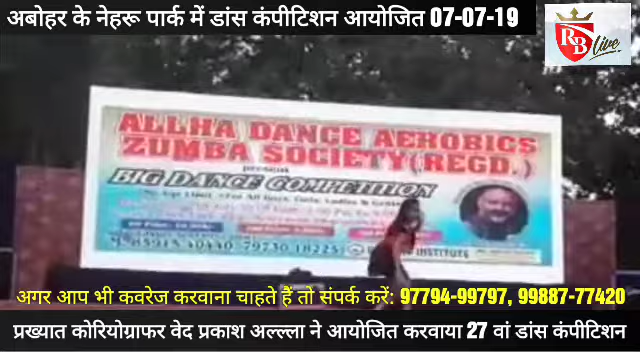 अबोहर के नेहरू पार्क में डांस कंपीटिशन आयोजित 07-07-19
RB
Live
ALLHA DANCE AEROBICS
ZUMBA SOCIETY(REGD.)
present
BIG DANCE COMPETITION
INSTITUTE
अगर आप भी कवरेज करवाना चाहते हैं तो संपर्क करें: 97794-99797, 99887-77420
प्रख्यात कोरियोग्राफर वेद प्रकाश अल्ल्ला ने आयोजित करवाया 27 वां डांस कंपीटिशन